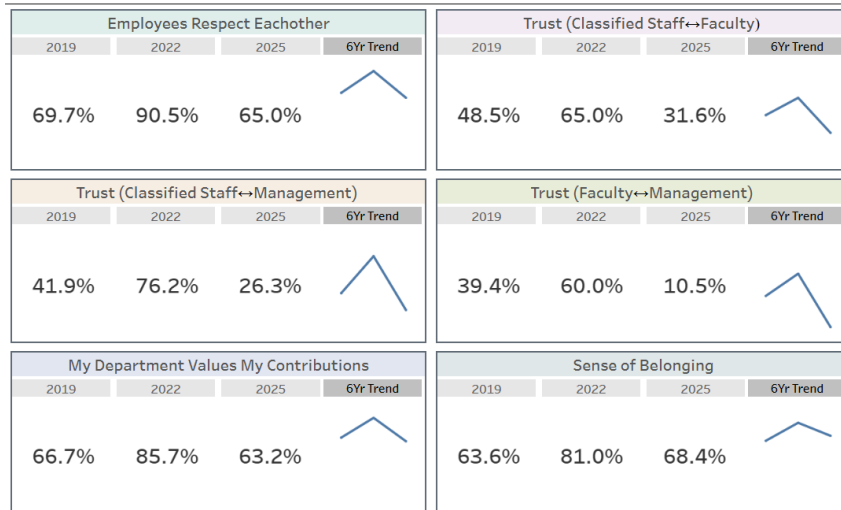 Employees Respect Eachother
2019 2022 2025 6Yr Trend
69.7% 90.5% 65.0%
Trust (Classified Staff↔Faculty)
2019 2022 2025 6Yr Trend
48.5% 65.0% 31.6%
Trust (Classified Staff↔Management)
2019 2022 2025 6Yr Trend
41.9% 76.2% 26.3%
Trust (Faculty↔Management)
2019 2022 2025 6Yr Trend
39.4% 60.0% 10.5%
My Department Values My Contributions
2019 2022 2025 6Yr Trend
66.7% 85.7% 63.2%
Sense of Belonging
2019 2022 2025 6Yr Trend
63.6% 81.0% 68.4%